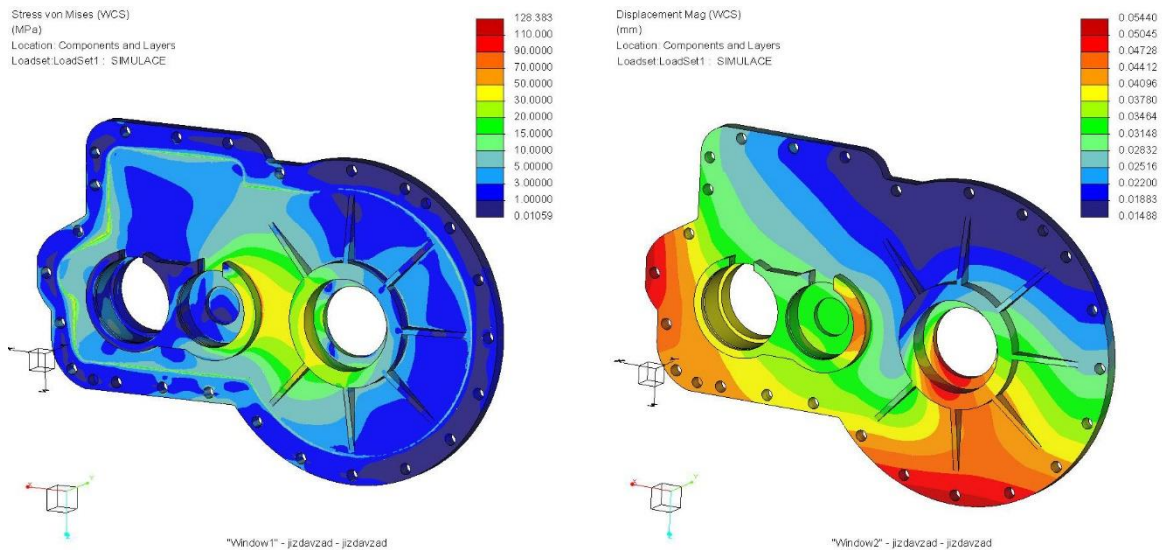 Stress von Mises (WCS)
(MPa)
Location: Components and Layers
Loadset:LoadSet1 : SIMULACE
128.383
110.000
90.0000
70.0000
50.0000
30.0000
20.0000
15.0000
10.0000
5.00000
3.00000
1.00000
0.01059
"Window1" - jizdavzad - jizdavzad
Displacement Mag (WCS)
(mm)
Location: Components and Layers
Loadset:LoadSet1 : SIMULACE
0.05440
0.05045
0.04728
0.04412
0.04096
0.03780
0.03464
0.03148
0.02832
0.02516
0.02200
0.01883
0.01488
"Window2" - jizdavzad - jizdavzad